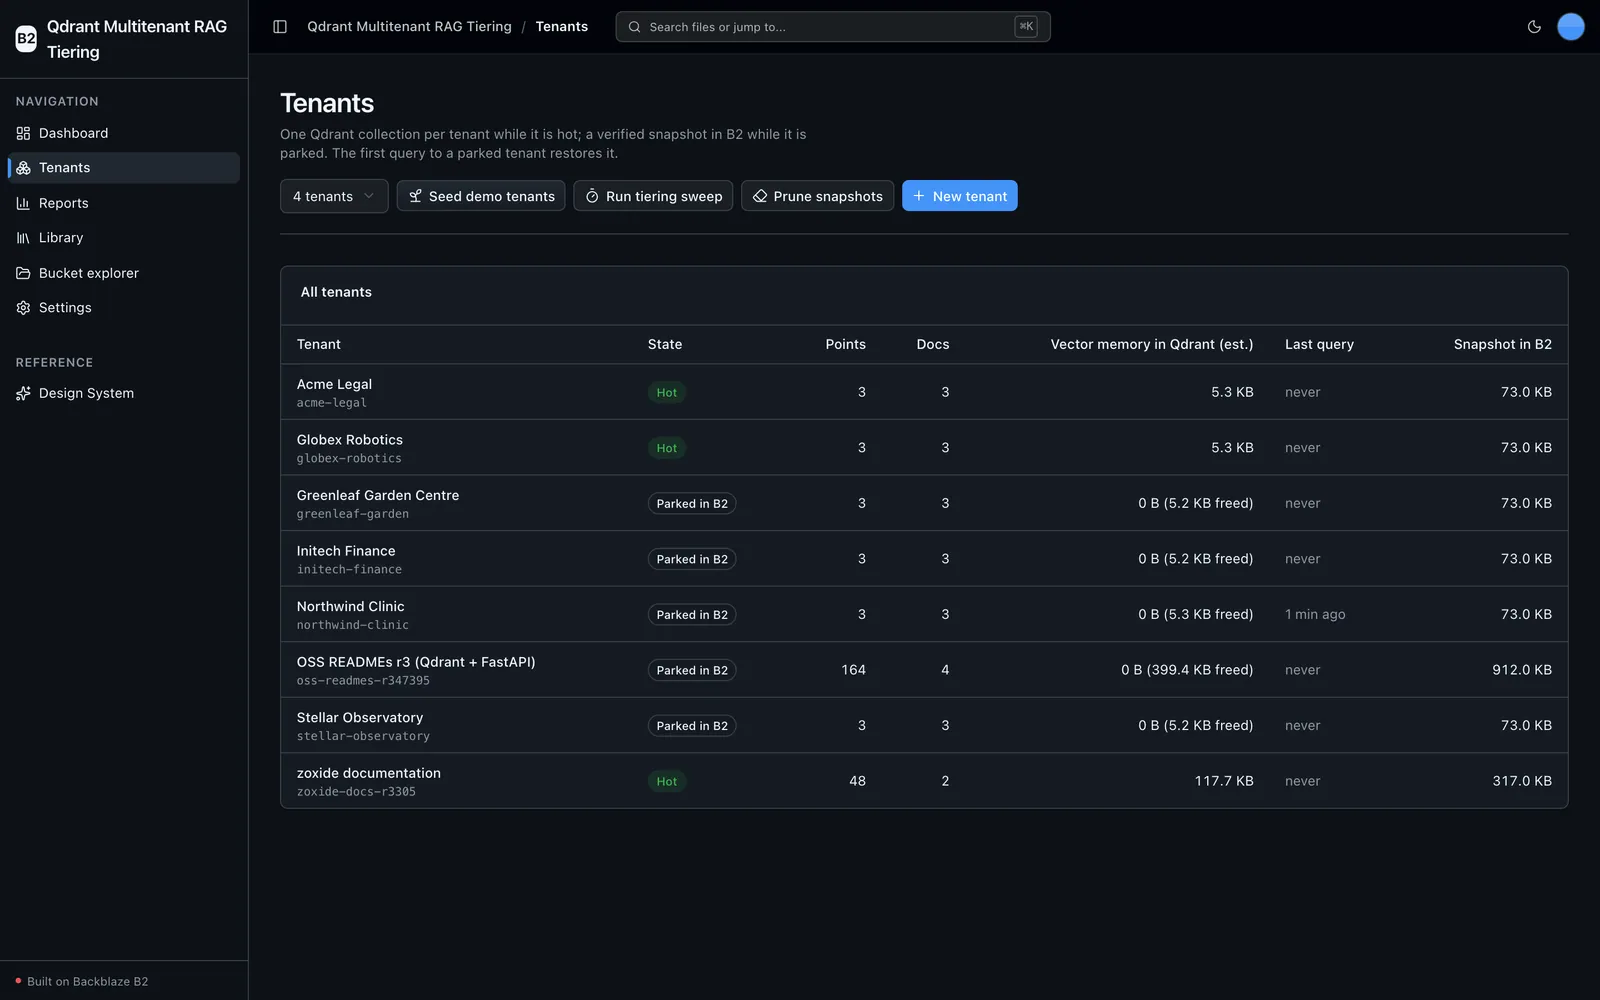 B2
Qdrant Multitenant RAG
Tiering
Qdrant Multitenant RAG Tiering / Tenants
Search files or jump to...
⌘K
NAVIGATION
Dashboard
Tenants
Reports
Library
Bucket explorer
Settings
REFERENCE
Design System
Built on Backblaze B2
Tenants
One Qdrant collection per tenant while it is hot; a verified snapshot in B2 while it is
parked. The first query to a parked tenant restores it.
4 tenants Seed demo tenants Run tiering sweep Prune snapshots + New tenant
All tenants
Tenant State Points Docs Vector memory in Qdrant (est.) Last query Snapshot in B2
Acme Legal
acme-legal
Hot 3 3 5.3 KB never 73.0 KB
Globex Robotics
globex-robotics
Hot 3 3 5.3 KB never 73.0 KB
Greenleaf Garden Centre
greenleaf-garden
Parked in B2 3 3 0 B (5.2 KB freed) never 73.0 KB
Initech Finance
initech-finance
Parked in B2 3 3 0 B (5.2 KB freed) never 73.0 KB
Northwind Clinic
northwind-clinic
Parked in B2 3 3 0 B (5.3 KB freed) 1 min ago 73.0 KB
OSS READMEs r3 (Qdrant + FastAPI)
oss-readmes-r347395
Parked in B2 164 4 0 B (399.4 KB freed) never 912.0 KB
Stellar Observatory
stellar-observatory
Parked in B2 3 3 0 B (5.2 KB freed) never 73.0 KB
zoxide documentation
zoxide-docs-r3305
Hot 48 2 117.7 KB never 317.0 KB